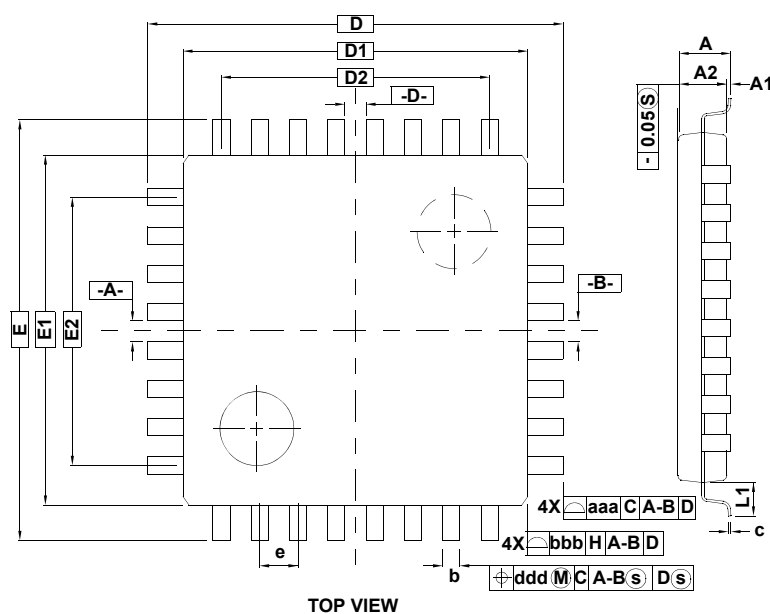 D
D1
D2
-D-
A
A2
A1
- 0.05 S
-A-
-B-
E
E1
E2
4X ⌓ aaa C A-B D
4X ⌓ bbb H A-B D
⌖ ddd Ⓜ C A-B ⓢ D ⓢ
L1
c
e
b
TOP VIEW